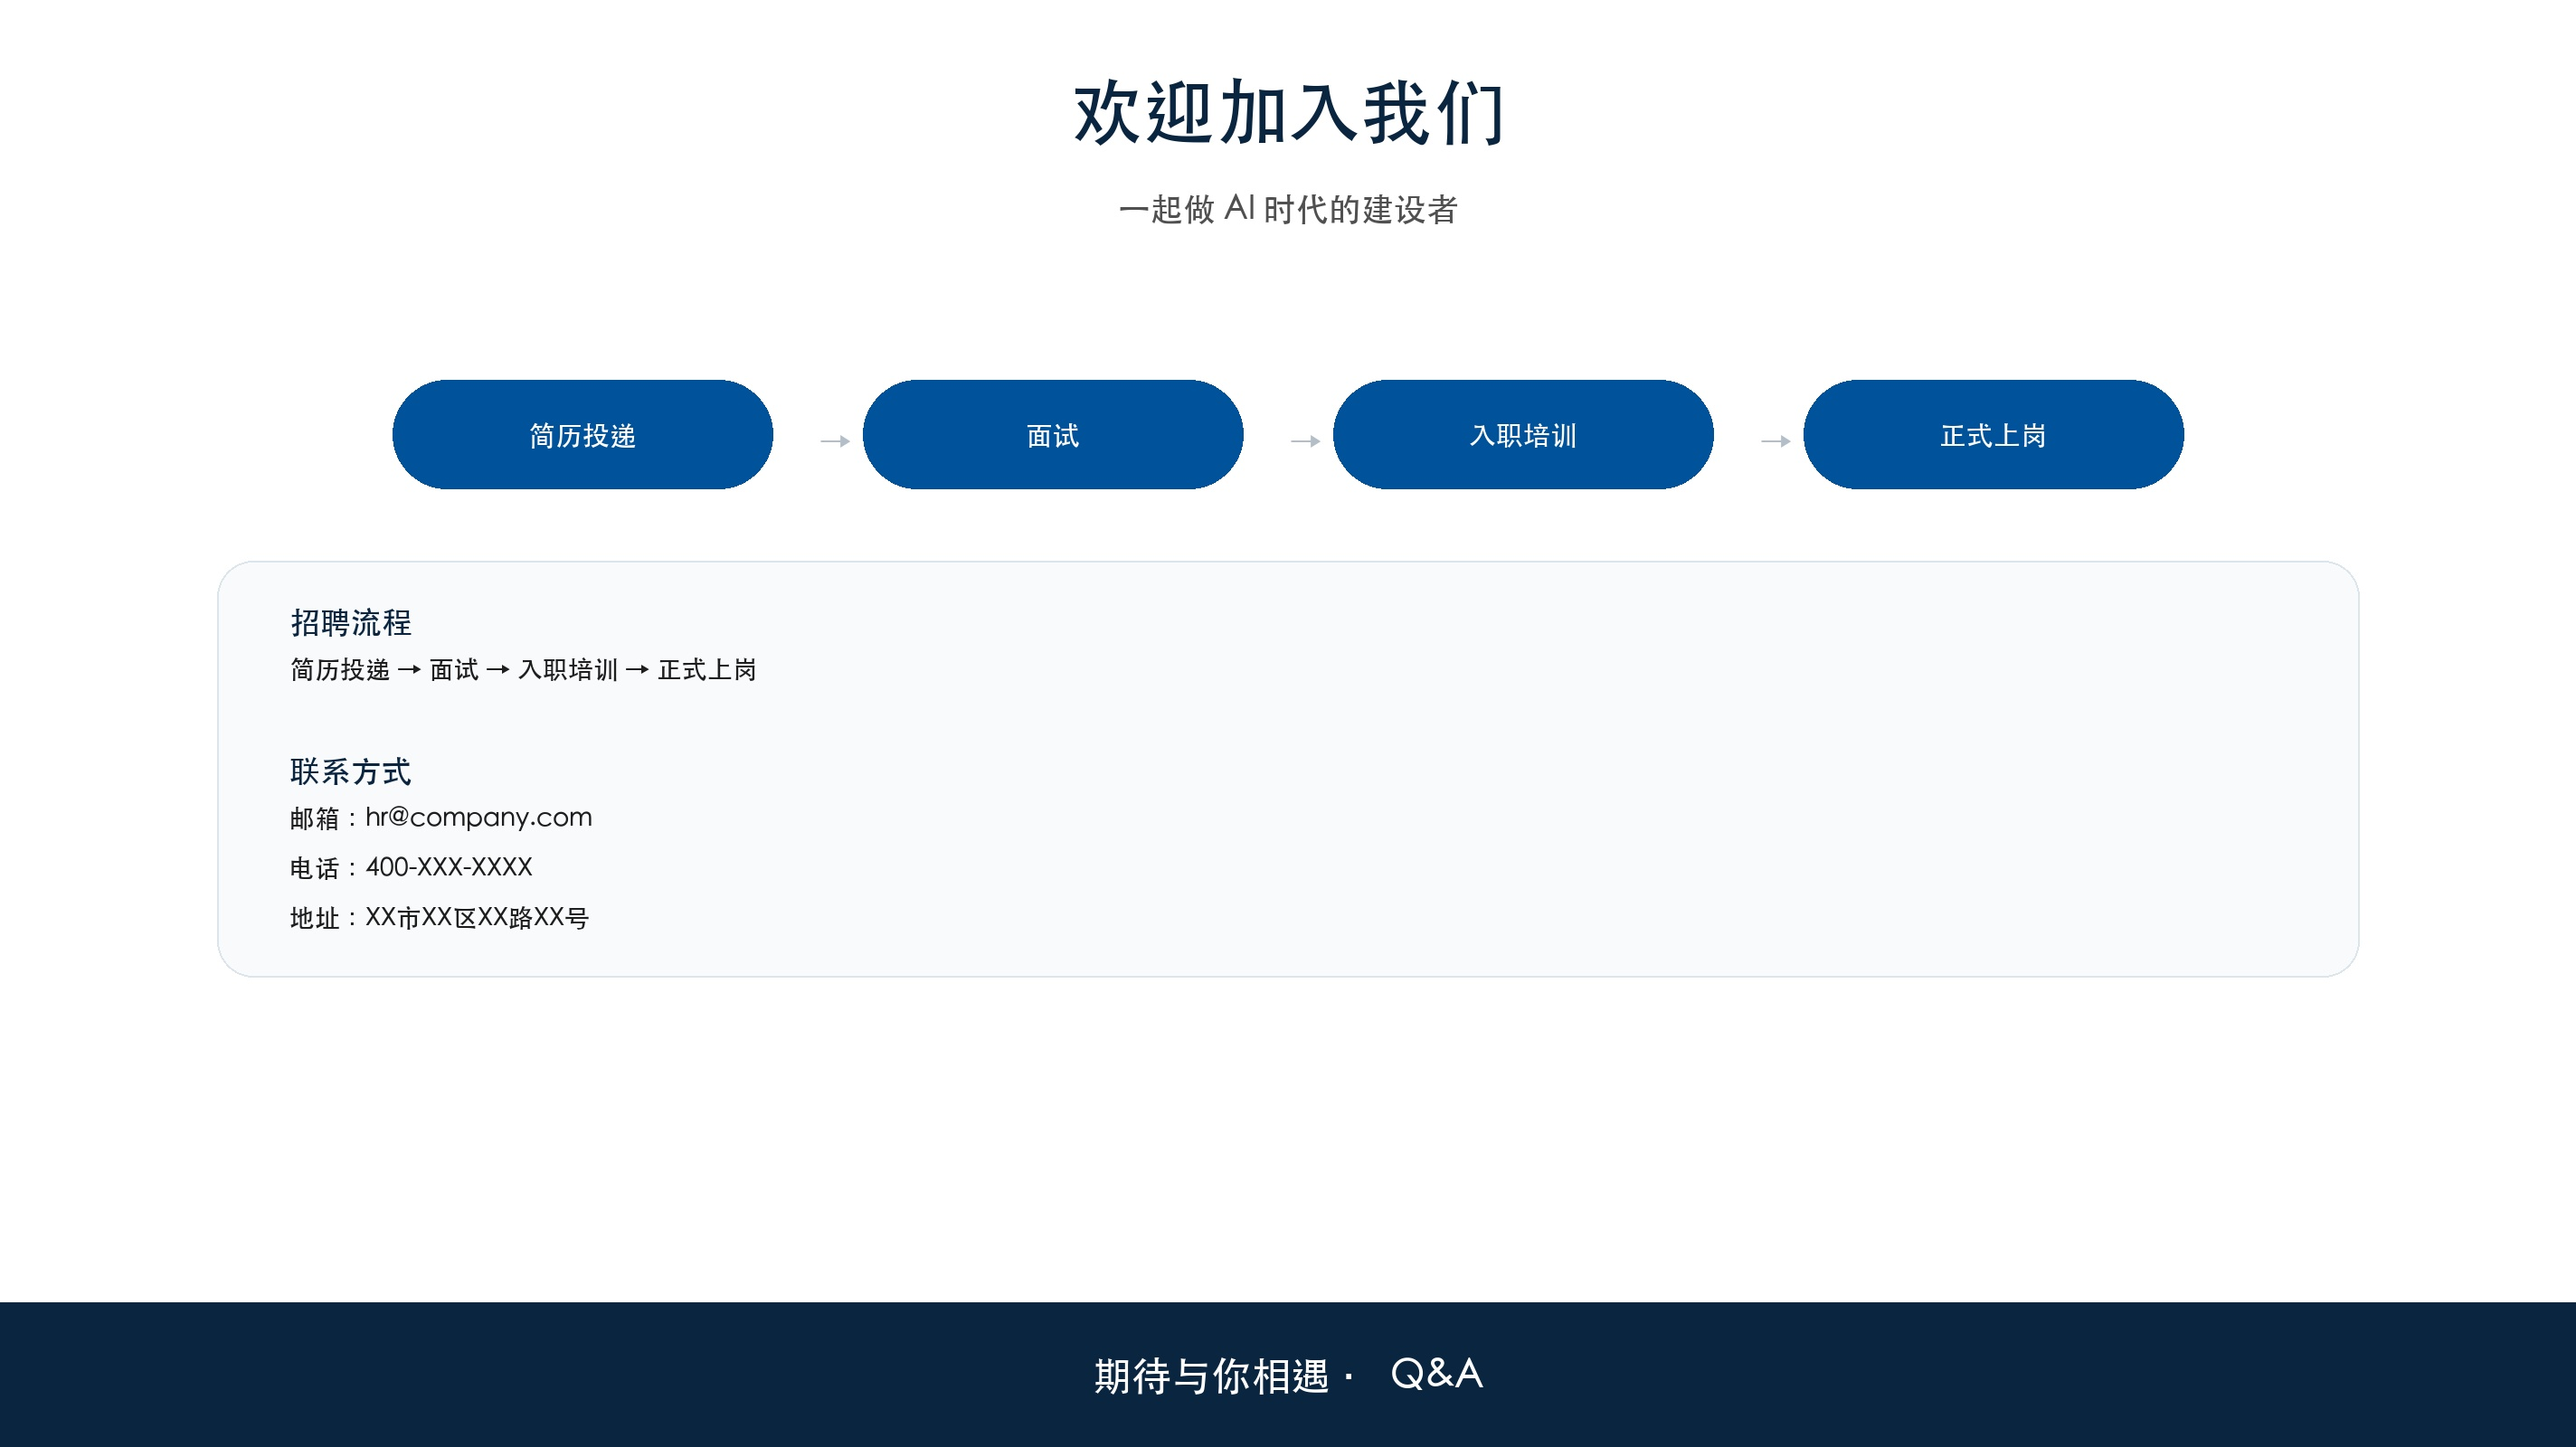 欢迎加入我们
一起做 AI 时代的建设者
简历投递 → 面试 → 入职培训 → 正式上岗
招聘流程
简历投递 → 面试 → 入职培训 → 正式上岗
联系方式
邮箱：hr@company.com
电话：400-XXX-XXXX
地址：XX市XX区XX路XX号
期待与你相遇 · Q&A